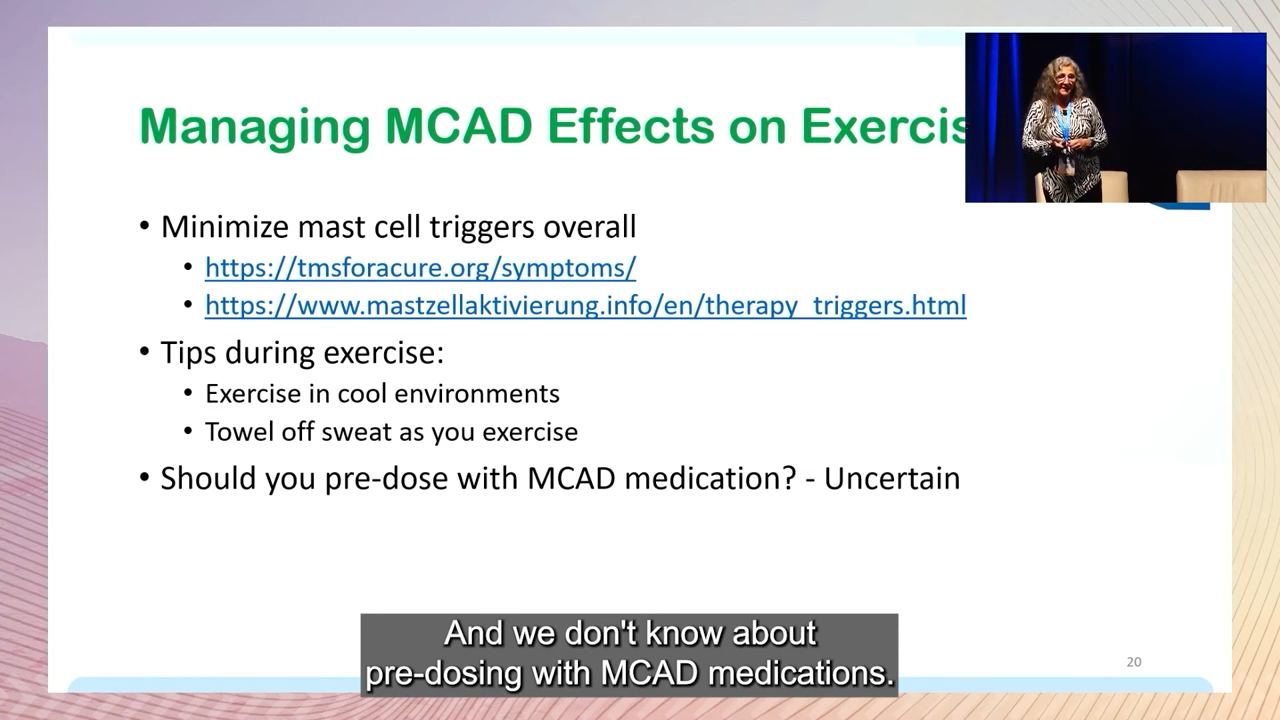 Managing MCAD Effects on Exercis
• Minimize mast cell triggers overall
• https://tmsforacure.org/symptoms/
• https://www.mastzellaktivierung.info/en/therapy_triggers.html
• Tips during exercise:
• Exercise in cool environments
• Towel off sweat as you exercise
• Should you pre-dose with MCAD medication? - Uncertain
And we don't know about
pre-dosing with MCAD medications.
20